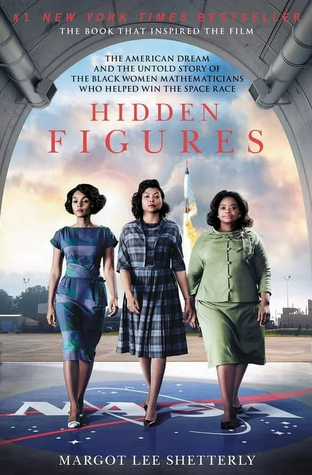 #1 NEW YORK TIMES BESTSELLER
THE BOOK THAT INSPIRED THE FILM
THE AMERICAN DREAM
AND THE UNTOLD STORY OF
THE BLACK WOMEN MATHEMATICIANS
WHO HELPED WIN THE SPACE RACE
HIDDEN
FIGURES
NASA
MARGOT LEE SHETTERLY